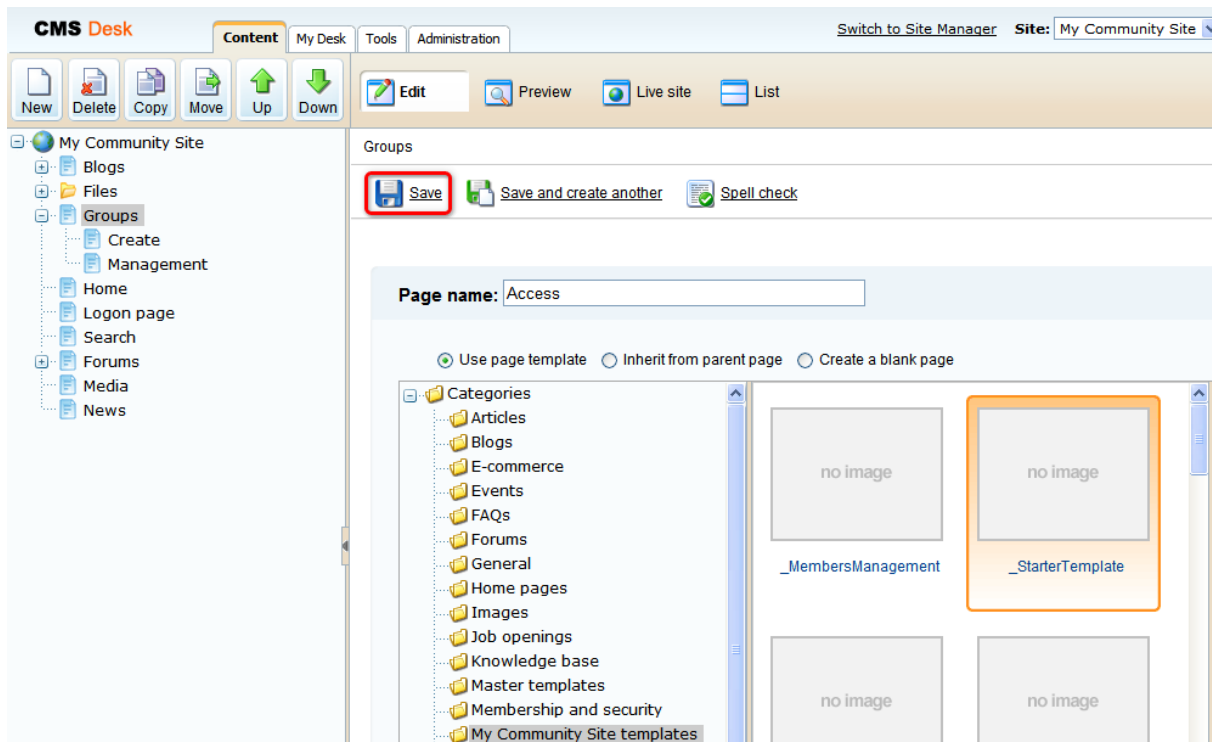 CMS Desk
Content My Desk Tools Administration
Switch to Site Manager Site: My Community Site
New Delete Copy Move Up Down
Edit Preview Live site List
My Community Site
Blogs
Files
Groups
Create
Management
Home
Logon page
Search
Forums
Media
News
Groups
Save Save and create another Spell check
Page name: Access
Use page template Inherit from parent page Create a blank page
Categories
Articles
Blogs
E-commerce
Events
FAQs
Forums
General
Home pages
Images
Job openings
Knowledge base
Master templates
Membership and security
My Community Site templates
no image no image
_MembersManagement _StarterTemplate
no image no image